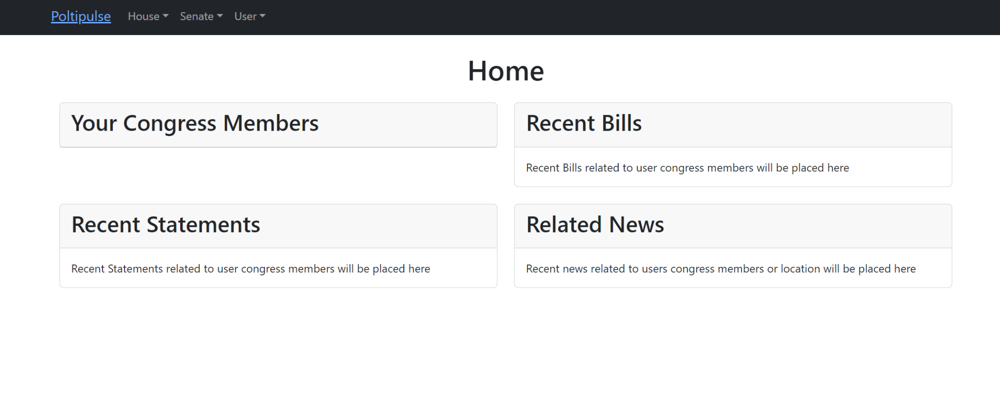 Poltipulse House Senate User
Home
Your Congress Members
Recent Bills
Recent Bills related to user congress members will be placed here
Recent Statements
Recent Statements related to user congress members will be placed here
Related News
Recent news related to users congress members or location will be placed here